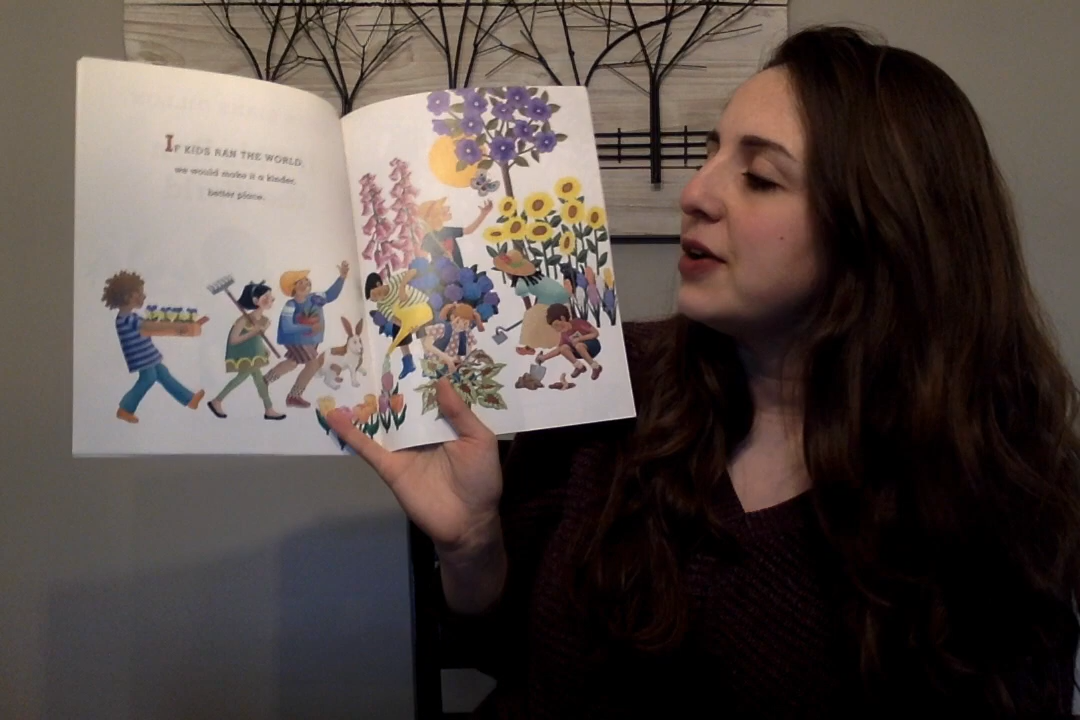 IF KIDS RAN THE WORLD,
we would make it a kinder,
better place.